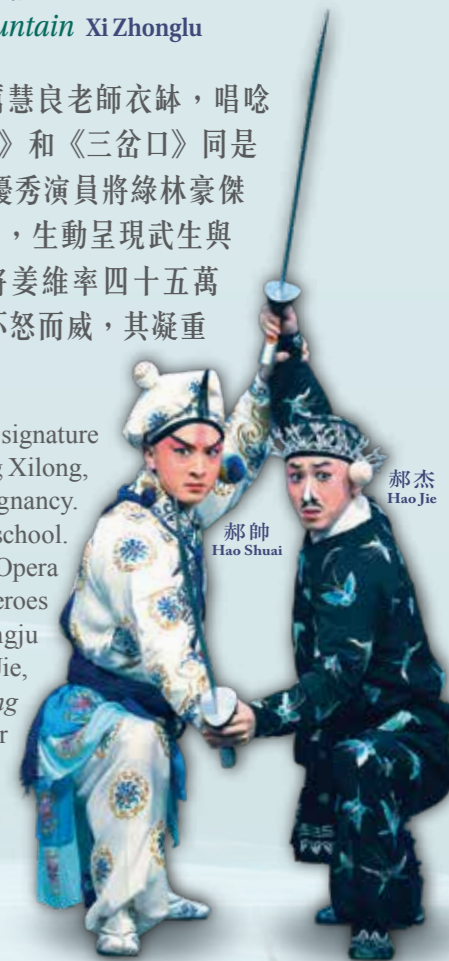 untain Xi Zhonglu
慧良老師衣缽，唱唸
》和《三岔口》同是
優秀演員將綠林豪傑
，生動呈現武生與
將姜維率四十五萬
不怒而威，其凝重
signature
Xilong,
gnancy.
school.
Opera
eroes
gju
Jie,
ng
r
郝帥
Hao Shuai
郝杰
Hao Jie